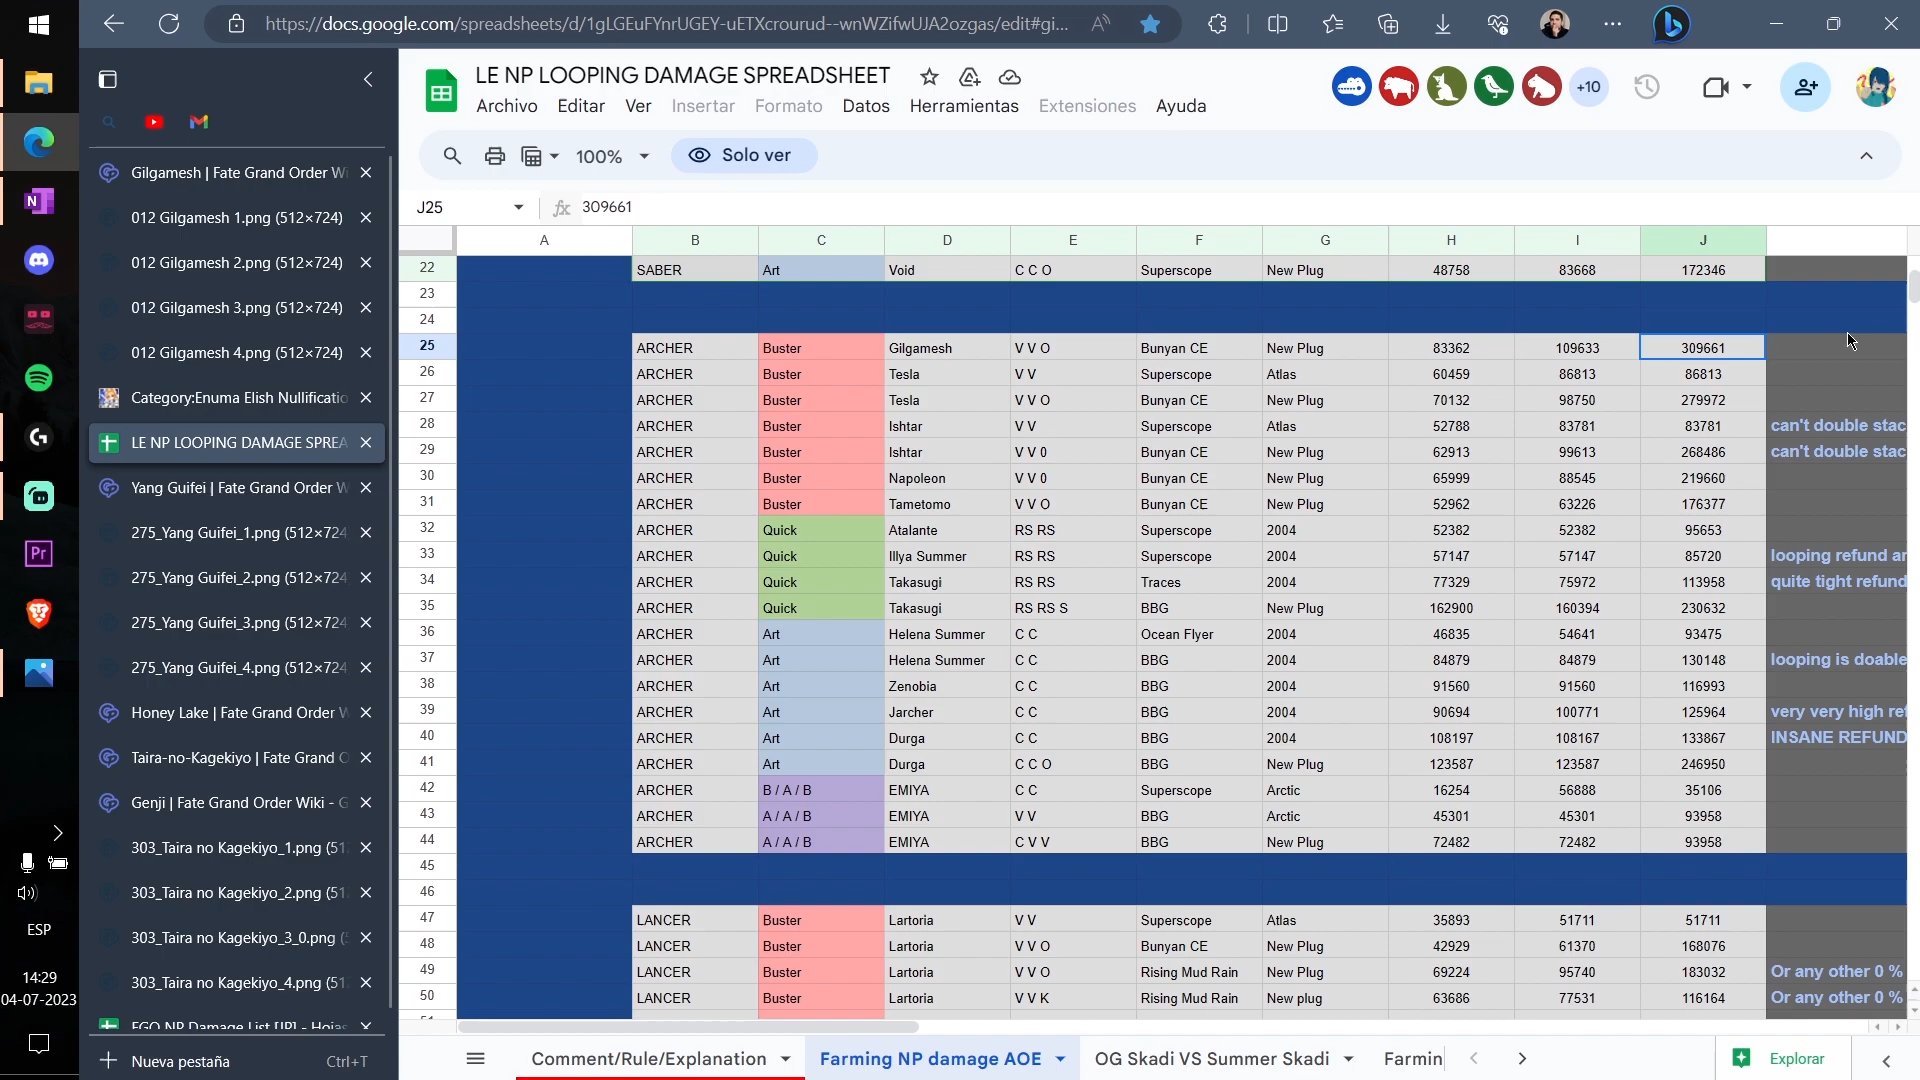 https://docs.google.com/spreadsheets/d/1gLGEuFYnrUGEY-uETXcrourud--wnWZifwUJA2ozgas/edit#gi...
Gilgamesh | Fate Grand Order Wi
012 Gilgamesh 1.png (512×724)
012 Gilgamesh 2.png (512×724)
012 Gilgamesh 3.png (512×724)
012 Gilgamesh 4.png (512×724)
Category:Enuma Elish Nullificatio
LE NP LOOPING DAMAGE SPREA
Yang Guifei | Fate Grand Order W
275_Yang Guifei_1.png (512×724
275_Yang Guifei_2.png (512×724
275_Yang Guifei_3.png (512×724
275_Yang Guifei_4.png (512×724
Honey Lake | Fate Grand Order W
Taira-no-Kagekiyo | Fate Grand O
Genji | Fate Grand Order Wiki - G
303_Taira no Kagekiyo_1.png (51
303_Taira no Kagekiyo_2.png (51
303_Taira no Kagekiyo_3_0.png (
303_Taira no Kagekiyo_4.png (51
FGO NP Damage List [JP] - Hojas
Nueva pestaña Ctrl+T
ESP
14:29
04-07-2023
LE NP LOOPING DAMAGE SPREADSHEET
Archivo Editar Ver Insertar Formato Datos Herramientas Extensiones Ayuda
+10
100% Solo ver
J25 fx 309661
A B C D E F G H I J
22 SABER Art Void C C O Superscope New Plug 48758 83668 172346
23
24
25 ARCHER Buster Gilgamesh V V O Bunyan CE New Plug 83362 109633 309661
26 ARCHER Buster Tesla V V Superscope Atlas 60459 86813 86813
27 ARCHER Buster Tesla V V O Bunyan CE New Plug 70132 98750 279972
28 ARCHER Buster Ishtar V V Superscope Atlas 52788 83781 83781 can't double stac
29 ARCHER Buster Ishtar V V 0 Bunyan CE New Plug 62913 99613 268486 can't double stac
30 ARCHER Buster Napoleon V V 0 Bunyan CE New Plug 65999 88545 219660
31 ARCHER Buster Tametomo V V O Bunyan CE New Plug 52962 63226 176377
32 ARCHER Quick Atalante RS RS Superscope 2004 52382 52382 95653
33 ARCHER Quick Illya Summer RS RS Superscope 2004 57147 57147 85720 looping refund ar
34 ARCHER Quick Takasugi RS RS Traces 2004 77329 75972 113958 quite tight refund
35 ARCHER Quick Takasugi RS RS S BBG New Plug 162900 160394 230632
36 ARCHER Art Helena Summer C C Ocean Flyer 2004 46835 54641 93475
37 ARCHER Art Helena Summer C C BBG 2004 84879 84879 130148 looping is doable
38 ARCHER Art Zenobia C C BBG 2004 91560 91560 116993
39 ARCHER Art Jarcher C C BBG 2004 90694 100771 125964 very very high ref
40 ARCHER Art Durga C C BBG 2004 108197 108167 133867 INSANE REFUND
41 ARCHER Art Durga C C O BBG New Plug 123587 123587 246950
42 ARCHER B / A / B EMIYA C C Superscope Arctic 16254 56888 35106
43 ARCHER A / A / B EMIYA V V BBG Arctic 45301 45301 93958
44 ARCHER A / A / B EMIYA C V V BBG New Plug 72482 72482 93958
45
46
47 LANCER Buster Lartoria V V Superscope Atlas 35893 51711 51711
48 LANCER Buster Lartoria V V O Bunyan CE New Plug 42929 61370 168076
49 LANCER Buster Lartoria V V O Rising Mud Rain New Plug 69224 95740 183032 Or any other 0 %
50 LANCER Buster Lartoria V V K Rising Mud Rain New plug 63686 77531 116164 Or any other 0 %
Comment/Rule/Explanation Farming NP damage AOE OG Skadi VS Summer Skadi Farmin Explorar